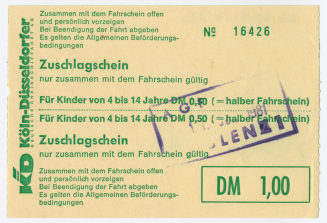 Zusammen mit dem Fahrschein offen
und persönlich vorzeigen
Bei Beendigung der Fahrt abgeben
Es gelten die Allgemeinen Beförderungs-
bedingungen
№ 16426
Zuschlagschein
nur zusammen mit dem Fahrschein gültig
Für Kinder von 4 bis 14 Jahre DM 0,50 (= halber Fahrschein)
Für Kinder von 4 bis 14 Jahre DM 0,50 (= halber Fahrschein)
Zuschlagschein
nur zusammen mit dem Fahrschein gültig
Zusammen mit dem Fahrschein offen
und persönlich vorzeigen
Bei Beendigung der Fahrt abgeben
Es gelten die Allgemeinen Beförderungs-
bedingungen
DM 1,00
KD Köln-Düsseldorfer